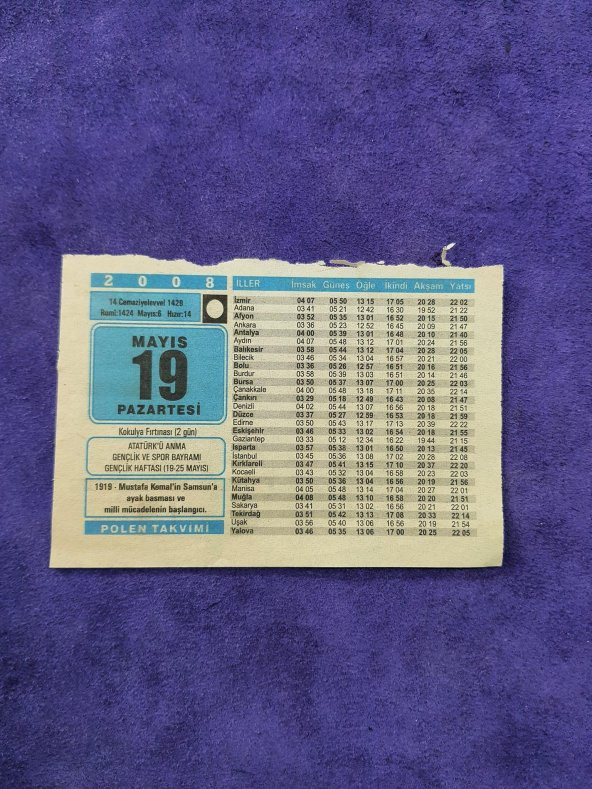 2 0 0 8
14 Cemaziyelevvel 1429
Rumi:1424 Mayıs:6 Hızır:14
MAYIS
19
PAZARTESİ
Kokulya Fırtınası (2 gün)
ATATÜRK'Ü ANMA
GENÇLİK VE SPOR BAYRAMI
GENÇLİK HAFTASI (19-25 MAYIS)
1919 - Mustafa Kemal'in Samsun'a
ayak basması ve
milli mücadelenin başlangıcı.
POLEN TAKVİMİ
İLLER İmsak Güneş Öğle İkindi Akşam Yatsı
İzmir 04 07 05 50 13 15 17 05 20 28 22 02
Adana 03 41 05 21 12 42 16 30 19 52 21 22
Afyon 03 52 05 35 13 01 16 52 20 15 21 50
Ankara 03 36 05 23 12 52 16 45 20 09 21 47
Antalya 04 00 05 39 13 01 16 48 20 10 21 40
Aydın 04 07 05 48 13 12 17 01 20 24 21 56
Balıkesir 03 58 05 44 13 12 17 04 20 28 22 05
Bilecik 03 46 05 34 13 04 16 57 20 21 22 00
Bolu 03 36 05 26 12 57 16 51 20 16 21 56
Burdur 03 58 05 39 13 03 16 51 20 14 21 46
Bursa 03 50 05 37 13 07 17 00 20 25 22 03
Çanakkale 04 00 05 48 13 18 17 11 20 35 22 14
Çankırı 03 29 05 18 12 49 16 43 20 08 21 47
Denizli 04 02 05 44 13 07 16 56 20 18 21 51
Düzce 03 37 05 27 12 59 16 53 20 18 21 59
Edirne 03 50 05 43 13 17 17 13 20 39 22 22
Eskişehir 03 46 05 33 13 02 16 54 20 18 21 55
Gaziantep 03 33 05 12 12 34 16 22 19 44 21 15
Isparta 03 57 05 38 13 01 16 50 20 13 21 45
İstanbul 03 45 05 36 13 08 17 02 20 28 22 08
Kırklareli 03 47 05 41 13 15 17 10 20 37 22 20
Kocaeli 03 43 05 32 13 04 16 58 20 23 22 03
Kütahya 03 50 05 36 13 04 16 56 20 19 21 56
Manisa 04 05 05 48 13 14 17 04 20 27 22 01
Muğla 04 08 05 48 13 10 16 58 20 20 21 51
Sakarya 03 41 05 31 13 02 16 56 20 21 22 01
Tekirdağ 03 51 05 42 13 13 17 08 20 33 22 14
Uşak 03 56 05 40 13 06 16 56 20 19 21 54
Yalova 03 46 05 35 13 06 17 00 20 25 22 05